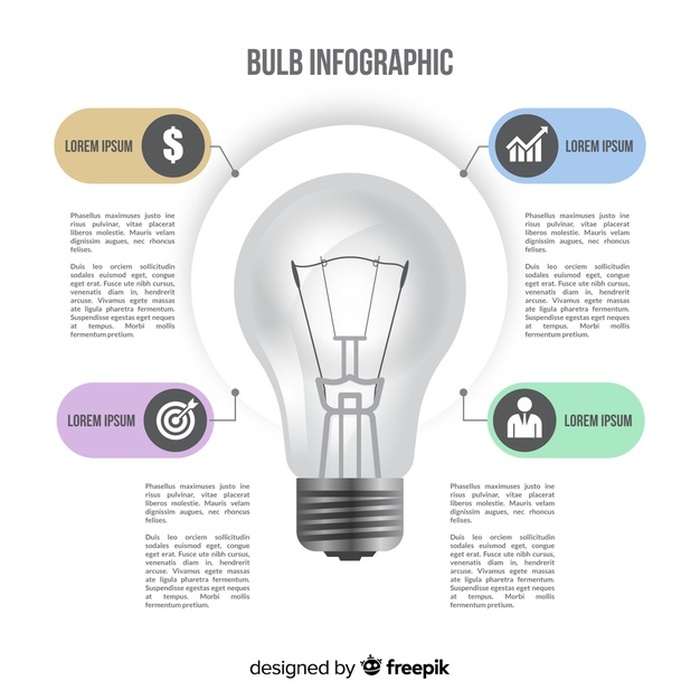 BULB INFOGRAPHIC
LOREM IPSUM
Phasellus maximuses justo ine
risus pulvinar, vitae placerat
liberos molestie. Mauris velam
dignissim augues, nec rhoncus
felises.
Duis leo orciem sollicitudin
sodales euismod eget, congue
eget erat. Fusce ute nibh cursus,
venenatis diam in, hendrerit
arcuse. Vivamus egete massas
ate ligula pharetra fermentum.
Suspendisse egestas eget neques
at tempus. Morbi mollis
fermentum pretium.
LOREM IPSUM
Phasellus maximuses justo ine
risus pulvinar, vitae placerat
liberos molestie. Mauris velam
dignissim augues, nec rhoncus
felises.
Duis leo orciem sollicitudin
sodales euismod eget, congue
eget erat. Fusce ute nibh cursus,
venenatis diam in, hendrerit
arcuse. Vivamus egete massas
ate ligula pharetra fermentum.
Suspendisse egestas eget neques
at tempus. Morbi mollis
fermentum pretium.
LOREM IPSUM
Phasellus maximuses justo ine
risus pulvinar, vitae placerat
liberos molestie. Mauris velam
dignissim augues, nec rhoncus
felises.
Duis leo orciem sollicitudin
sodales euismod eget, congue
eget erat. Fusce ute nibh cursus,
venenatis diam in, hendrerit
arcuse. Vivamus egete massas
ate ligula pharetra fermentum.
Suspendisse egestas eget neques
at tempus. Morbi mollis
fermentum pretium.
LOREM IPSUM
Phasellus maximuses justo ine
risus pulvinar, vitae placerat
liberos molestie. Mauris velam
dignissim augues, nec rhoncus
felises.
Duis leo orciem sollicitudin
sodales euismod eget, congue
eget erat. Fusce ute nibh cursus,
venenatis diam in, hendrerit
arcuse. Vivamus egete massas
ate ligula pharetra fermentum.
Suspendisse egestas eget neques
at tempus. Morbi mollis
fermentum pretium.
designed by freepik